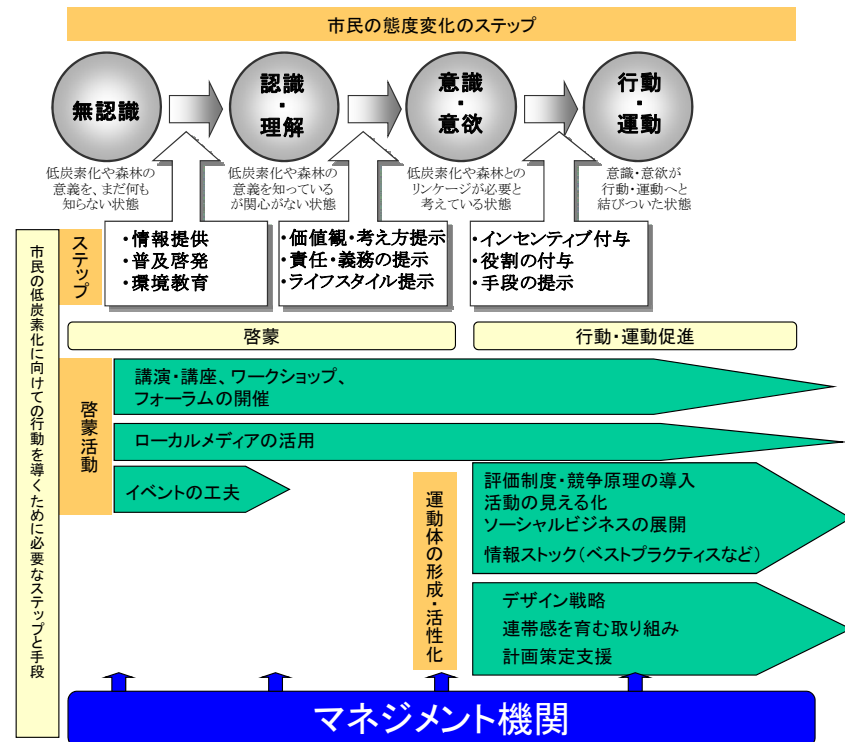 市民の態度変化のステップ
無認識
認識
・
理解
意識
・
意欲
行動
・
運動
低炭素化や森林の
意義を、まだ何も
知らない状態
低炭素化や森林の
意義を知っている
が関心がない状態
低炭素化や森林との
リンケージが必要と
考えている状態
意識・意欲が
行動・運動へと
結びついた状態
市民の低炭素化に向けての行動を導くために必要なステップと手段
ステップ
・情報提供
・普及啓発
・環境教育
・価値観・考え方提示
・責任・義務の提示
・ライフスタイル提示
・インセンティブ付与
・役割の付与
・手段の提示
啓蒙
行動・運動促進
啓蒙活動
講演・講座、ワークショップ、
フォーラムの開催
ローカルメディアの活用
イベントの工夫
運動体の形成・活性化
評価制度・競争原理の導入
活動の見える化
ソーシャルビジネスの展開
情報ストック(ベストプラクティスなど)
デザイン戦略
連帯感を育む取り組み
計画策定支援
マネジメント機関